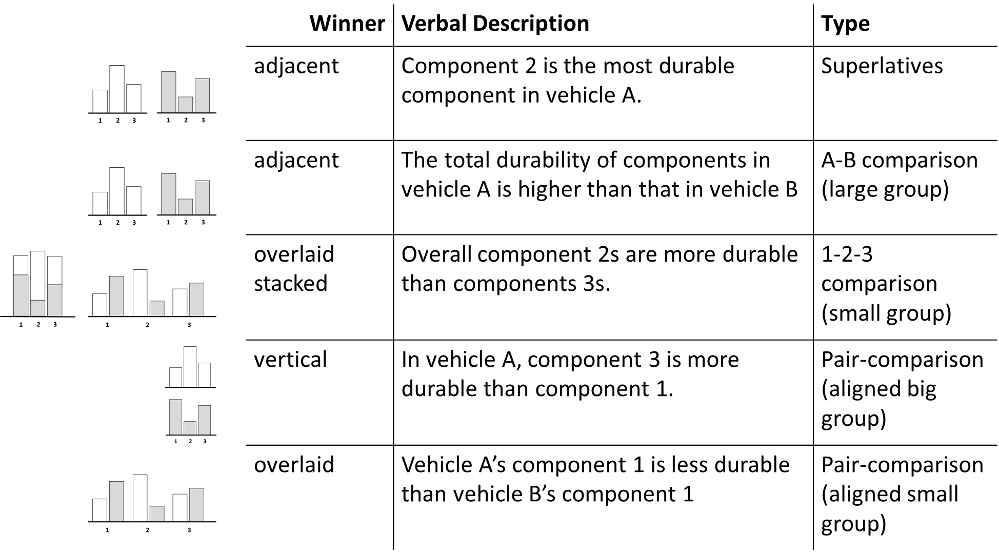 Winner Verbal Description Type
adjacent Component 2 is the most durable Superlatives
component in vehicle A.
1 2 3 1 2 3
adjacent The total durability of components in A-B comparison
vehicle A is higher than that in vehicle B (large group)
1 2 3 1 2 3
overlaid Overall component 2s are more durable 1-2-3
stacked than components 3s. comparison
(small group)
1 2 3 1 2 3
vertical In vehicle A, component 3 is more Pair-comparison
durable than component 1. (aligned big
group)
1 2 3
overlaid Vehicle A’s component 1 is less durable Pair-comparison
than vehicle B’s component 1 (aligned small
group)
1 2 3